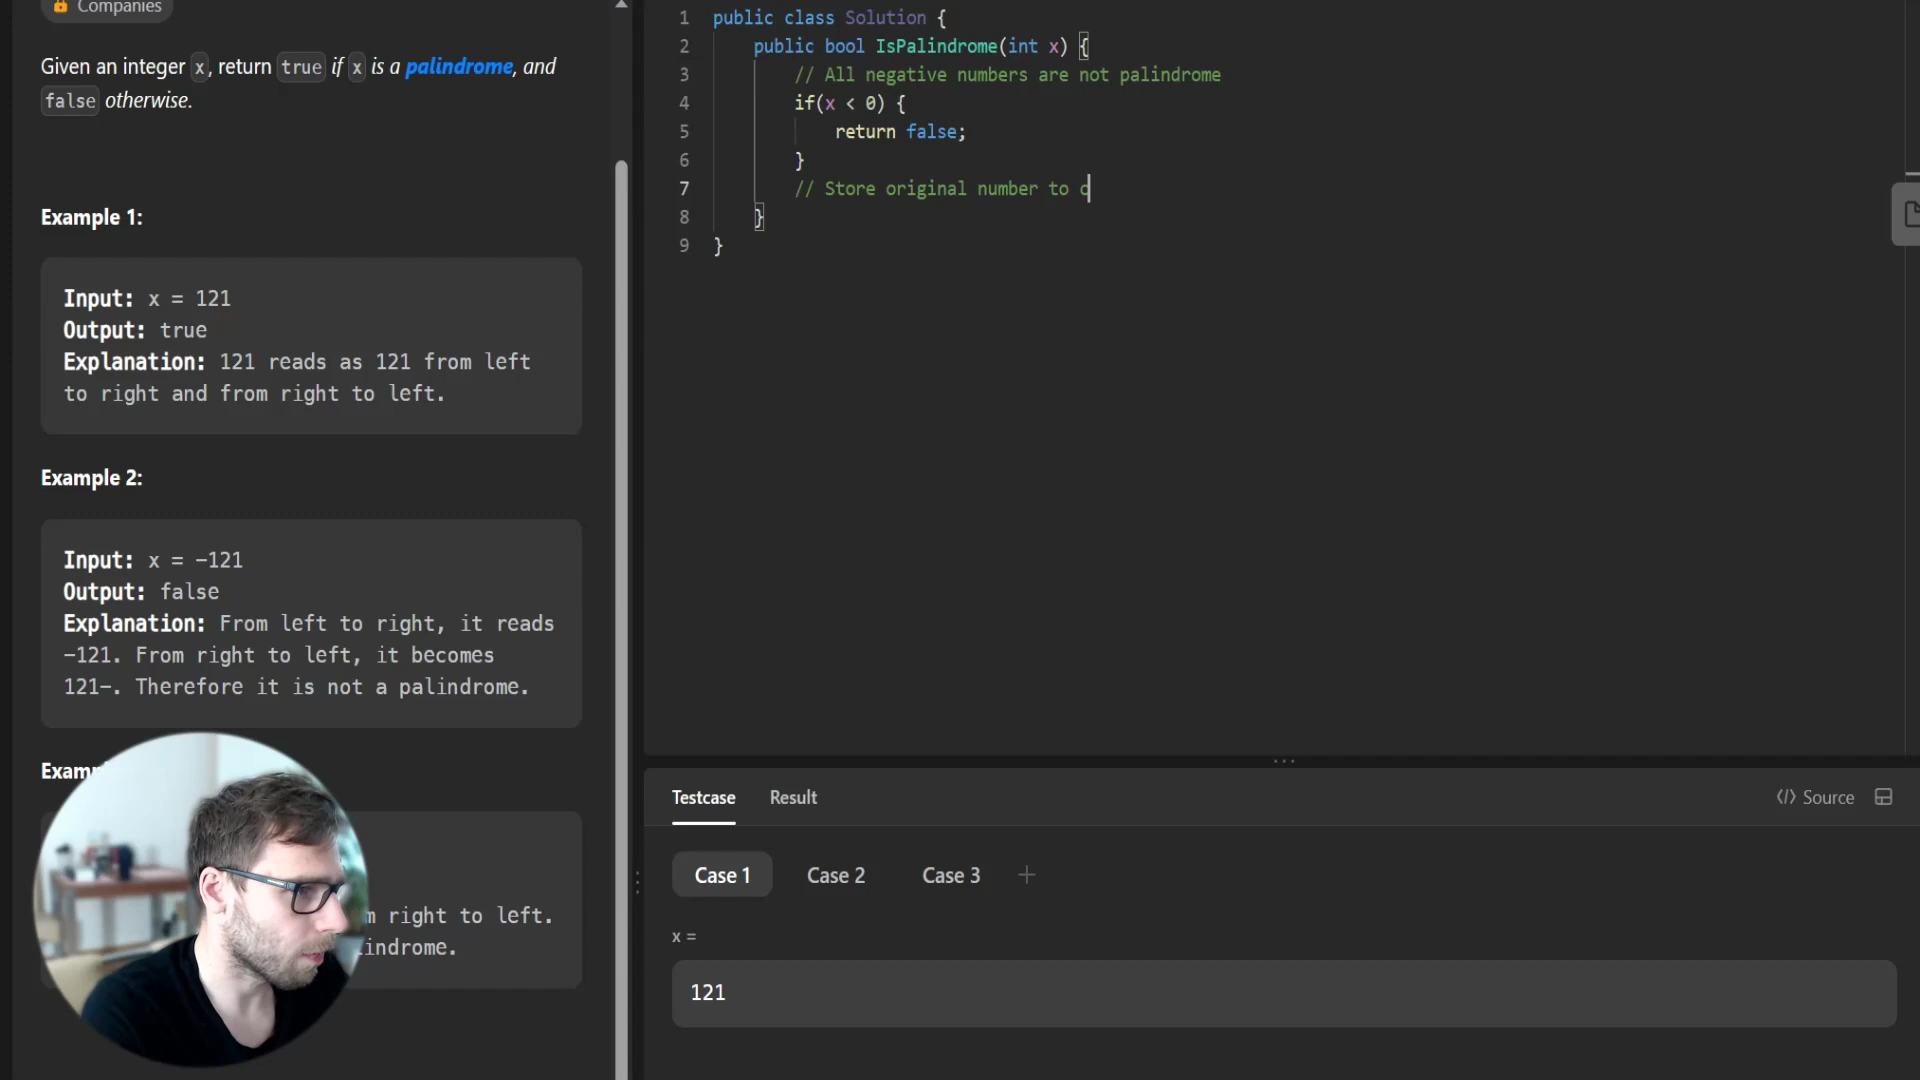 Companies
Given an integer x, return true if x is a palindrome, and
false otherwise.
Example 1:
Input: x = 121
Output: true
Explanation: 121 reads as 121 from left
to right and from right to left.
Example 2:
Input: x = -121
Output: false
Explanation: From left to right, it reads
-121. From right to left, it becomes
121-. Therefore it is not a palindrome.
right to left.
1 public class Solution {
2 public bool IsPalindrome(int x) {
3 // All negative numbers are not palindrome
4 if(x < 0) {
5 return false;
6 }
7 // Store original number to c
8 }
9 }
Testcase Result </> Source
Case 1 Case 2 Case 3 +
x =
121